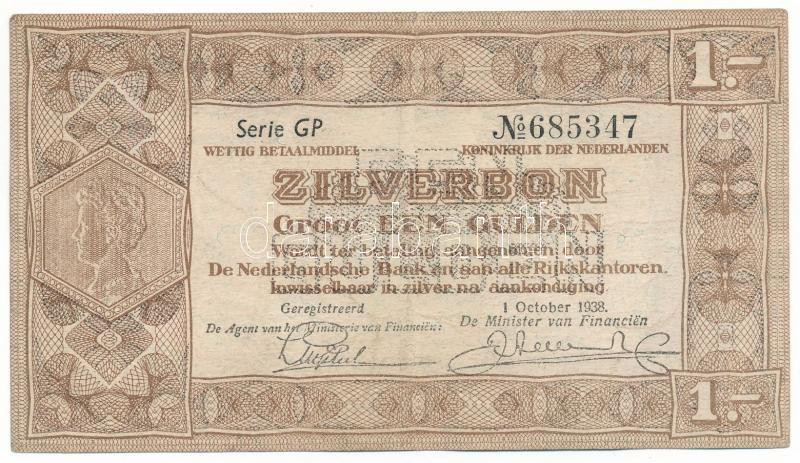 1.-
Serie GP № 685347
WETTIG BETAALMIDDEL KONINKRIJK DER NEDERLANDEN
ZILVERBON
Groot EEN GULDEN
Wordt ter betaling aangenomen door
De Nederlandsche Bank en aan alle Rijkskantoren.
Inwisselbaar in zilver na aankondiging
Geregistreerd 1 October 1938.
De Agent van het Ministerie van Financiën: De Minister van Financiën
1.-